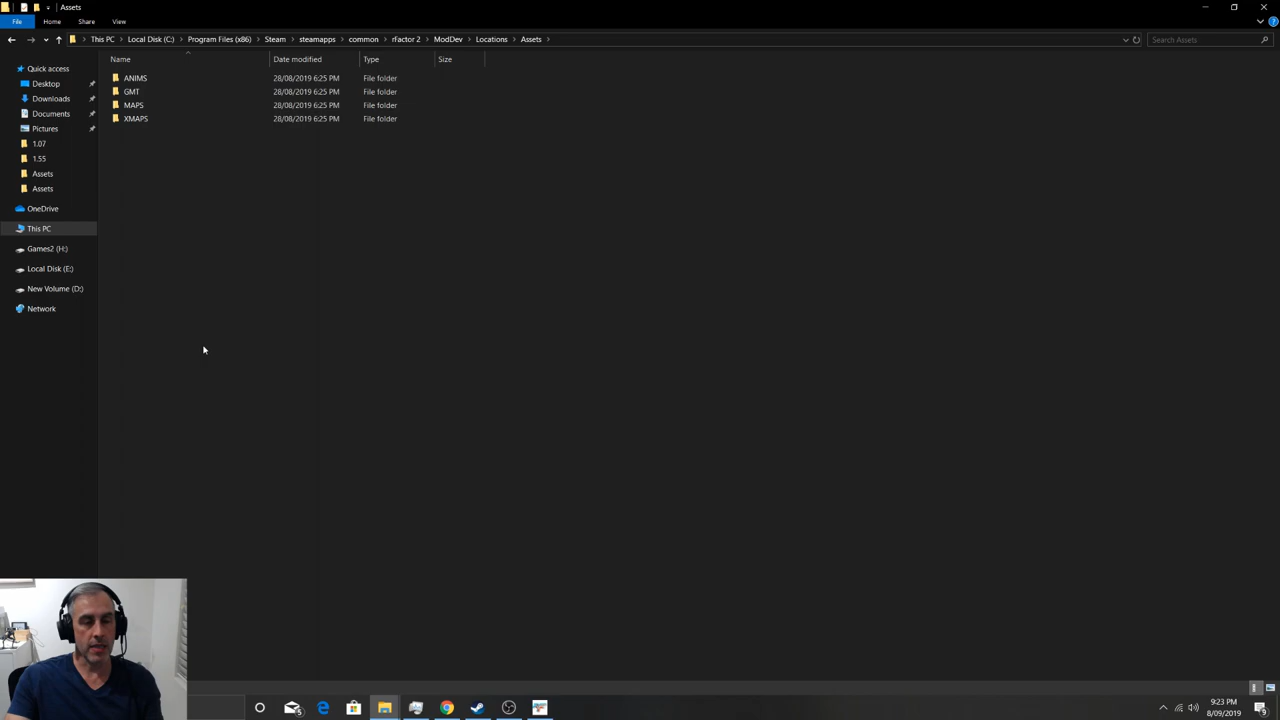 Assets
File Home Share View
This PC Local Disk (C:) Program Files (x86) Steam steamapps common rFactor 2 ModDev Locations Assets
Search Assets
Name Date modified Type Size
ANIMS 28/08/2019 6:25 PM File folder
GMT 28/08/2019 6:25 PM File folder
MAPS 28/08/2019 6:25 PM File folder
XMAPS 28/08/2019 6:25 PM File folder
Quick access
Desktop
Downloads
Documents
Pictures
1.07
1.55
Assets
Assets
OneDrive
This PC
Games2 (H:)
Local Disk (E:)
New Volume (D:)
Network
9:23 PM
8/09/2019